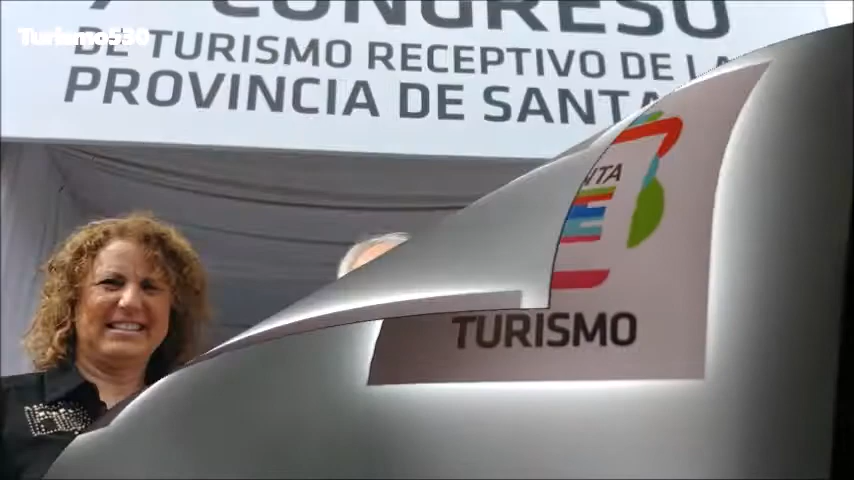 Turismo530
CONGRESO
DE TURISMO RECEPTIVO DE LA
PROVINCIA DE SANTA
TURISMO